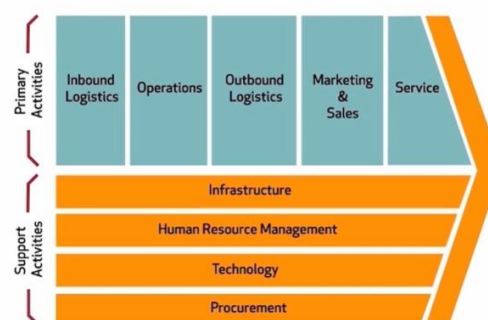 Primary
Activities
Inbound
Logistics
Operations
Outbound
Logistics
Marketing
&
Sales
Service
Support
Activities
Infrastructure
Human Resource Management
Technology
Procurement